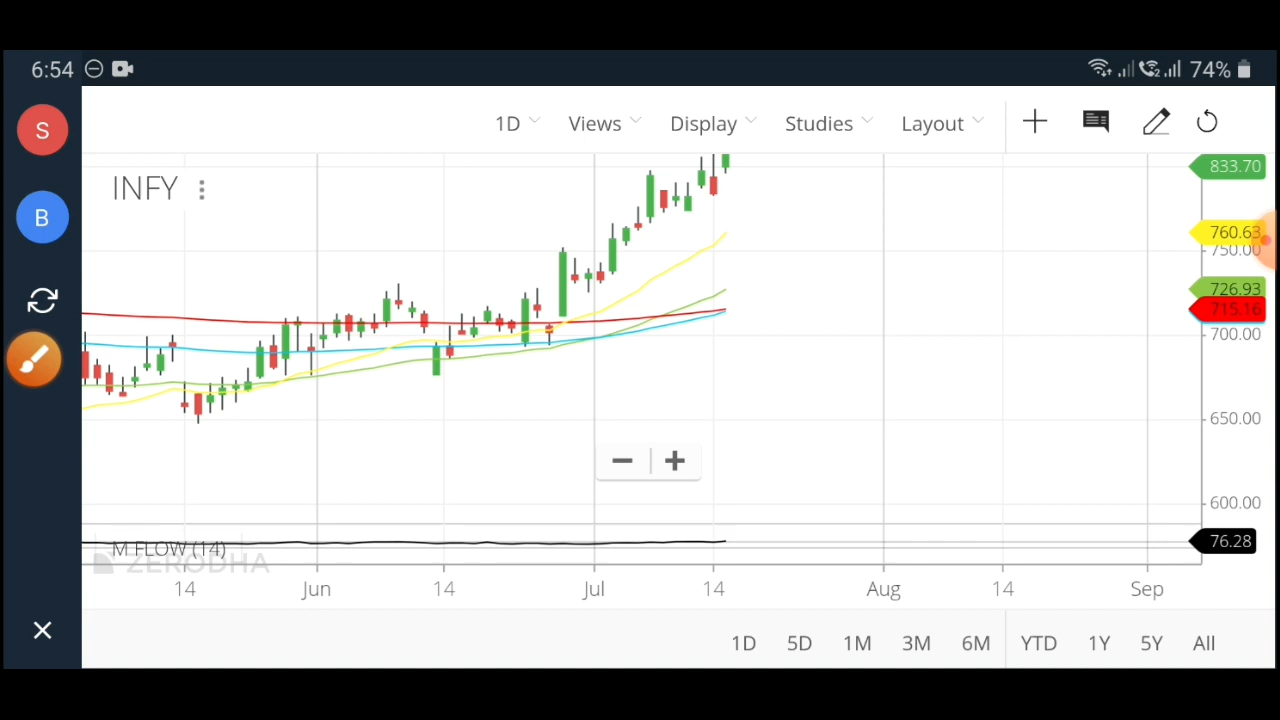 6:54 74%
S
B
1D Views Display Studies Layout
INFY
833.70
760.63
750.00
726.93
715.16
700.00
650.00
600.00
M FLOW (14)
76.28
ZERODHA
14 Jun 14 Jul 14 Aug 14 Sep
1D 5D 1M 3M 6M YTD 1Y 5Y All